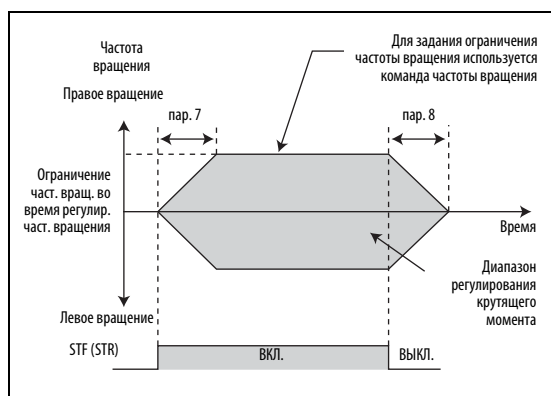 Частота
вращения
Правое вращение
Для задания ограничения
частоты вращения используется
команда частоты вращения
пар. 7
пар. 8
Ограничение
част. вращ. во
время регулир.
част. вращения
Время
Диапазон
регулирования
крутящего
момента
Левое вращение
STF (STR)
ВКЛ.
ВЫКЛ.